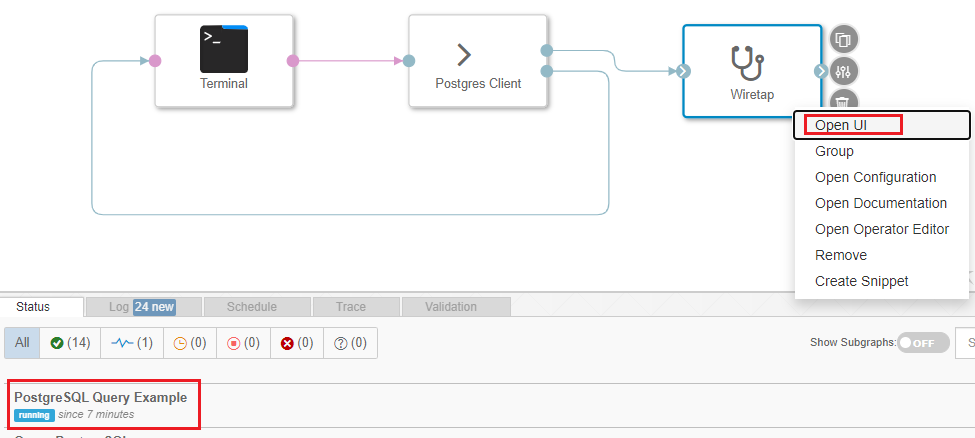 >_
Terminal
Postgres Client
Wiretap
Open UI
Group
Open Configuration
Open Documentation
Open Operator Editor
Remove
Create Snippet
Status Log 24 new Schedule Trace Validation
All (14) (1) (0) (0) (0) (0) Show Subgraphs: OFF
PostgreSQL Query Example
running since 7 minutes